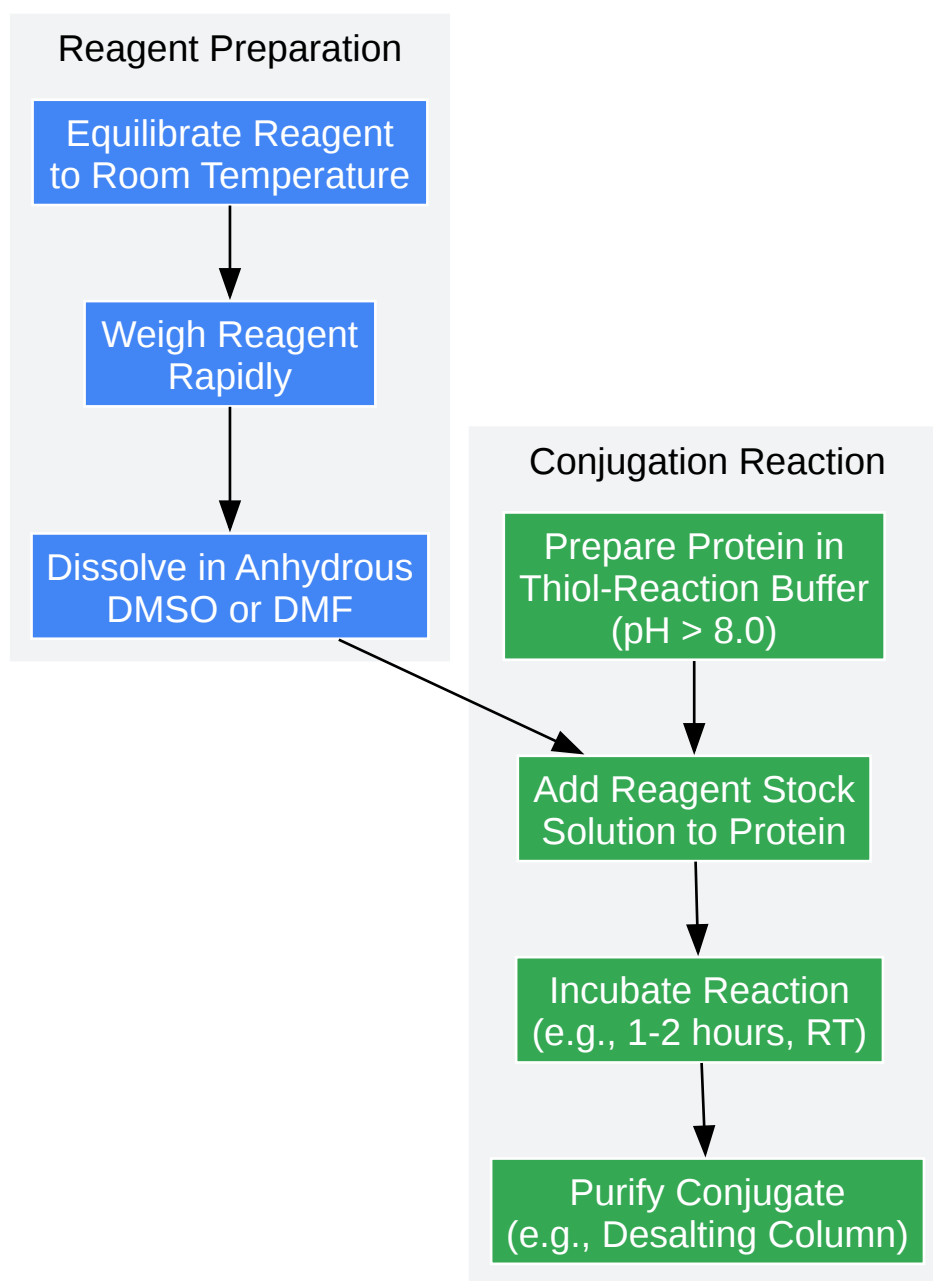 Reagent Preparation
Equilibrate Reagent
to Room Temperature
Weigh Reagent
Rapidly
Dissolve in Anhydrous
DMSO or DMF
Conjugation Reaction
Prepare Protein in
Thiol-Reaction Buffer
(pH > 8.0)
Add Reagent Stock
Solution to Protein
Incubate Reaction
(e.g., 1-2 hours, RT)
Purify Conjugate
(e.g., Desalting Column)